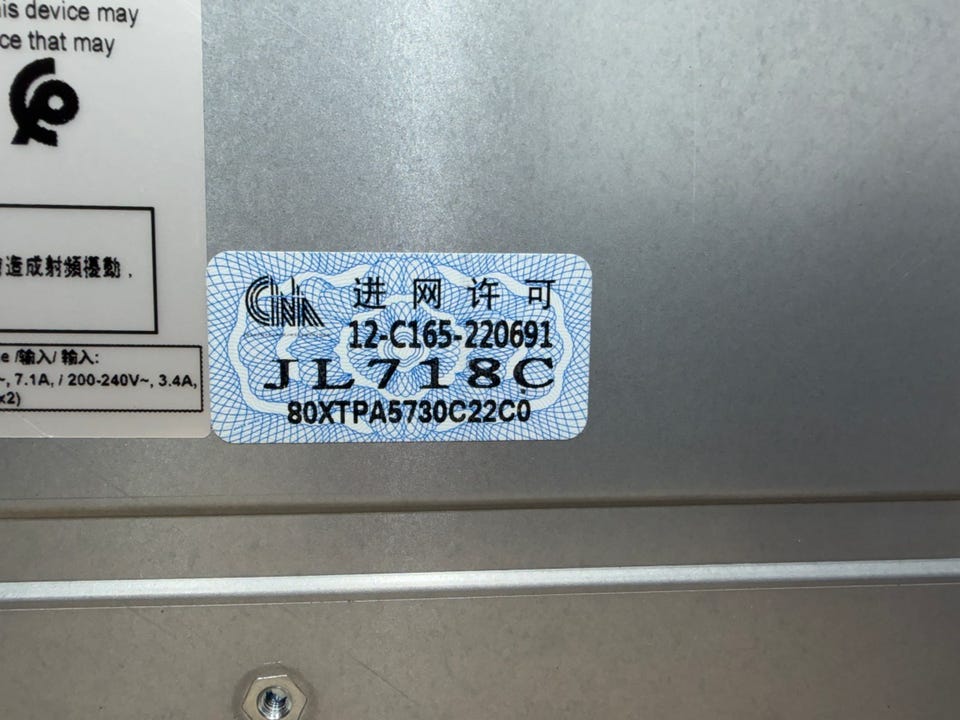 is device may
ce that may
造成射頻擾動，
e /输入/ 輸入:
~, 7.1A, / 200-240V~, 3.4A,
x2)
CNA 进网许可
12-C165-220691
JL718C
80XTPA5730C22C0